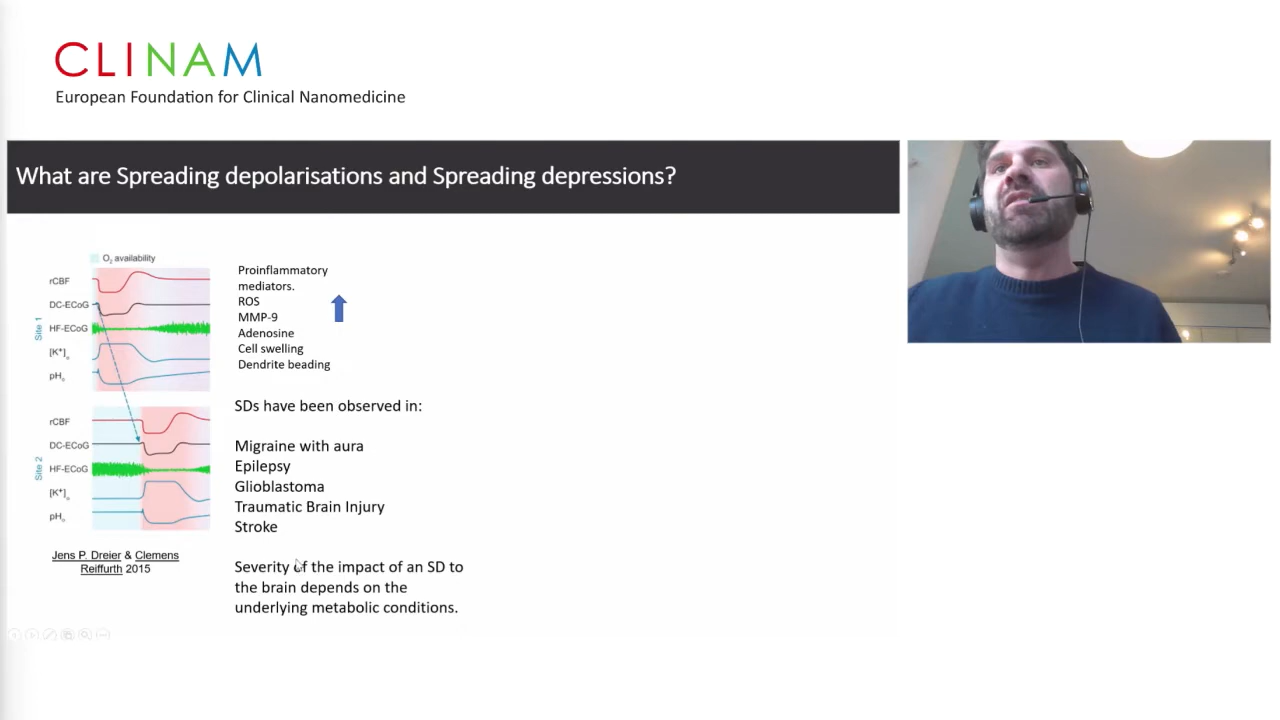 CLINAM
European Foundation for Clinical Nanomedicine
What are Spreading depolarisations and Spreading depressions?
O₂ availability
Site 1
rCBF
DC-ECoG
HF-ECoG
[K⁺]ₒ
pHₒ
Site 2
rCBF
DC-ECoG
HF-ECoG
[K⁺]ₒ
pHₒ
Jens P. Dreier & Clemens
Reiffurth 2015
Proinflammatory
mediators.
ROS
MMP-9
Adenosine
Cell swelling
Dendrite beading
SDs have been observed in:
Migraine with aura
Epilepsy
Glioblastoma
Traumatic Brain Injury
Stroke
Severity of the impact of an SD to
the brain depends on the
underlying metabolic conditions.